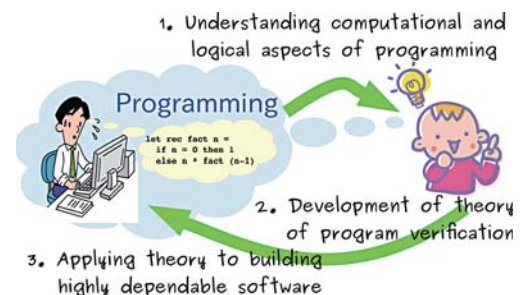 1. Understanding computational and
logical aspects of programming
Programming
let rec fact n =
if n = 0 then 1
else n * fact (n-1)
2. Development of theory
of program verification
3. Applying theory to building
highly dependable software